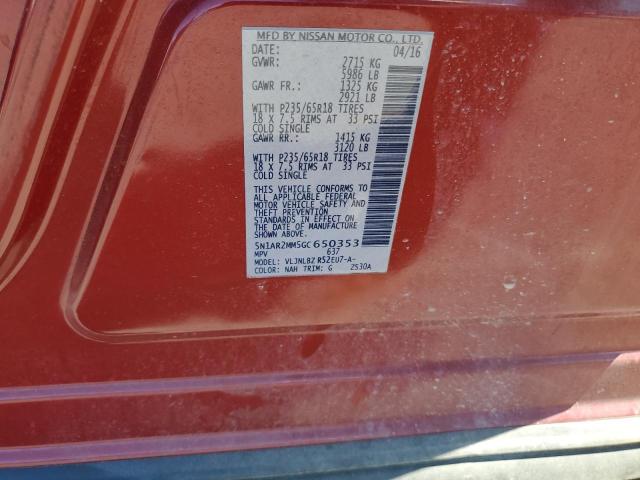 MFD BY NISSAN MOTOR CO., LTD.
DATE: 04/16
GVWR: 2715 KG
5986 LB
GAWR FR.: 1325 KG
2921 LB
WITH P235/65R18 TIRES
18 X 7.5 RIMS AT 33 PSI
COLD SINGLE
GAWR RR.: 1415 KG
3120 LB
WITH P235/65R18 TIRES
18 X 7.5 RIMS AT 33 PSI
COLD SINGLE
THIS VEHICLE CONFORMS TO
ALL APPLICABLE FEDERAL
MOTOR VEHICLE SAFETY AND
THEFT PREVENTION
STANDARDS IN EFFECT ON
THE DATE OF MANUFACTURE
SHOWN ABOVE.
5N1AR2MM5GC650353
MPV 637
MODEL: VLJNLBZ R52EU7-A-
COLOR: NAH TRIM: G 2530A